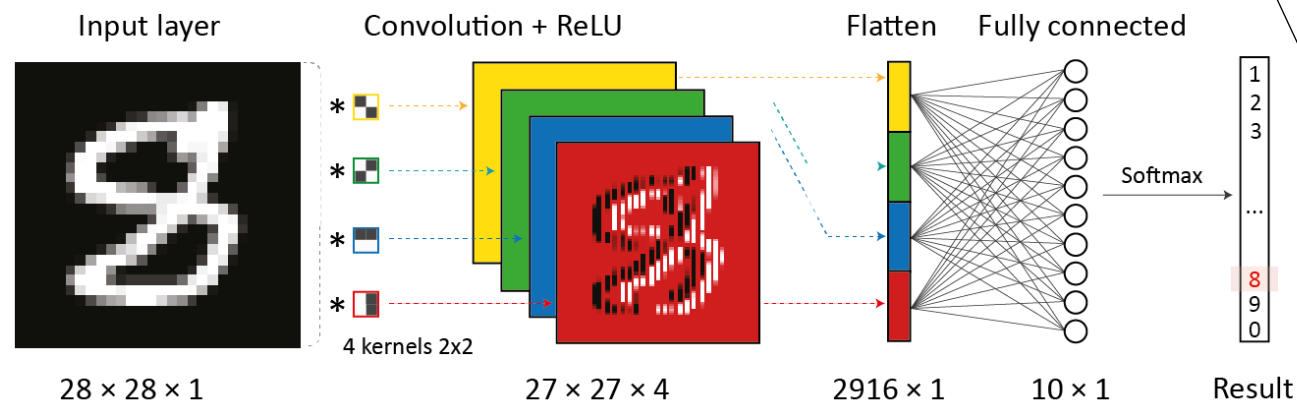 Input layer
Convolution + ReLU
Flatten
Fully connected
*
*
*
*
4 kernels 2x2
Softmax
1
2
3
...
8
9
0
28 × 28 × 1
27 × 27 × 4
2916 × 1
10 × 1
Result